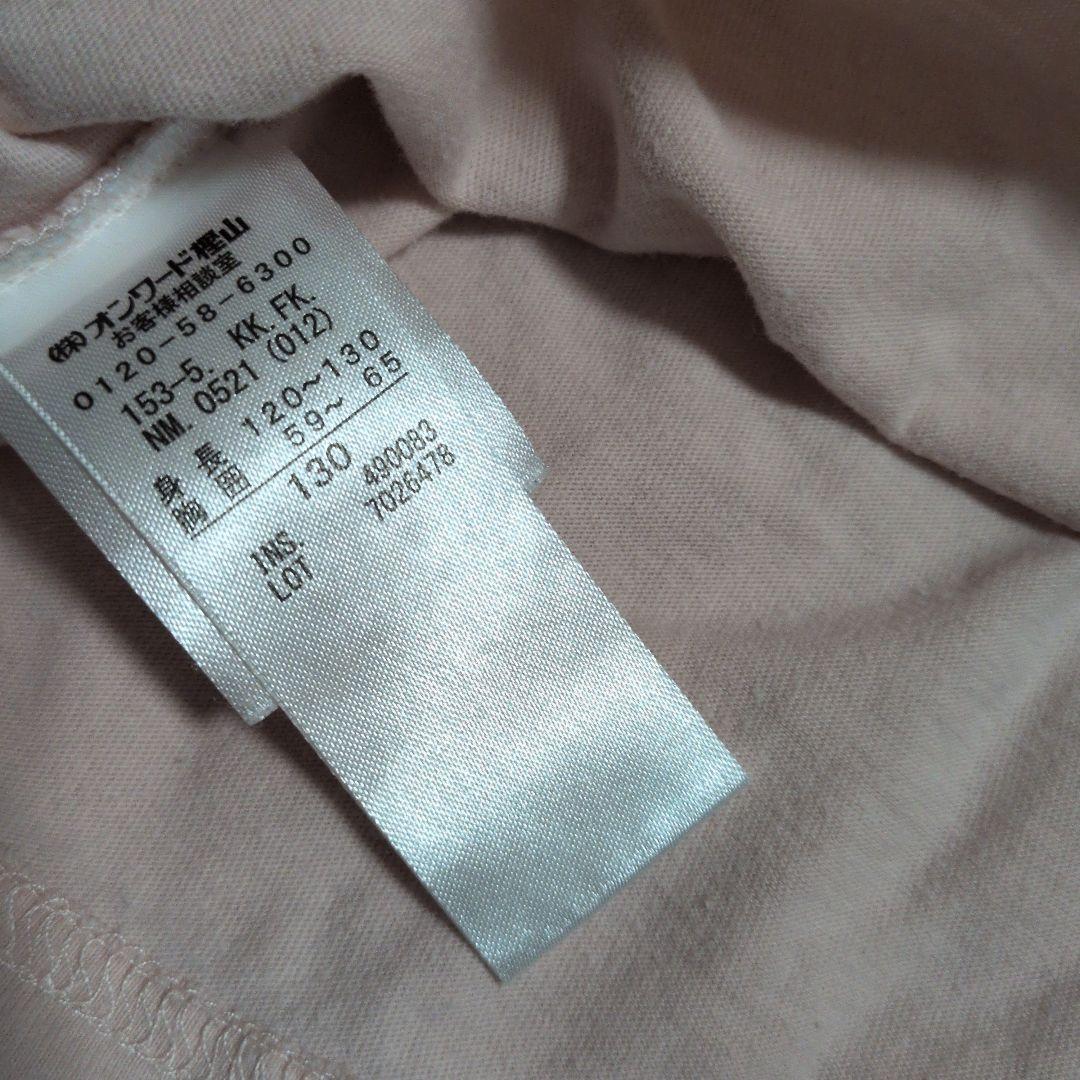 ㈱オンワード樫山
お客様相談室
0120-58-6300
153-5. KK. FK.
NM. 0521 (012)
身長 120~130
胸囲 59~ 65
130
INS. 490083
LOT 7026478